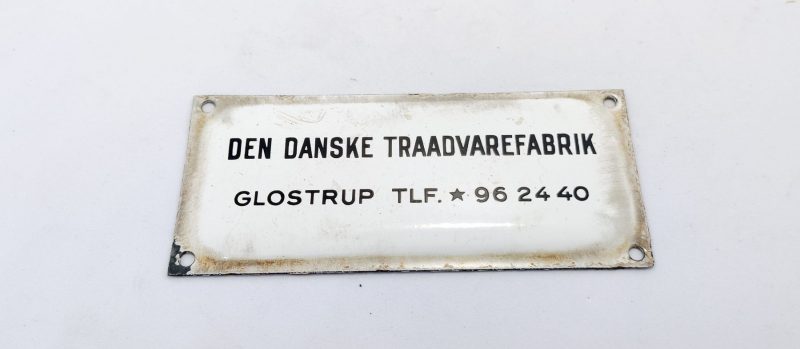 DEN DANSKE TRAADVAREFABRIK
GLOSTRUP TLF. ★ 96 24 40